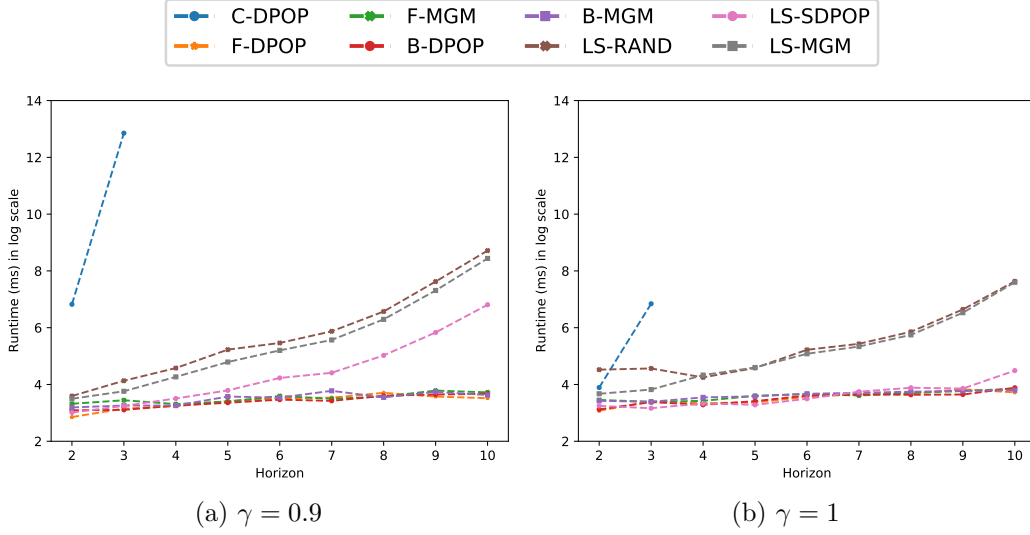 C-DPOP F-MGM B-MGM LS-SDPOP
F-DPOP B-DPOP LS-RAND LS-MGM
Runtime (ms) in log scale
14
12
10
8
6
4
2
2 3 4 5 6 7 8 9 10
Horizon
(a) γ = 0.9
Runtime (ms) in log scale
14
12
10
8
6
4
2
2 3 4 5 6 7 8 9 10
Horizon
(b) γ = 1